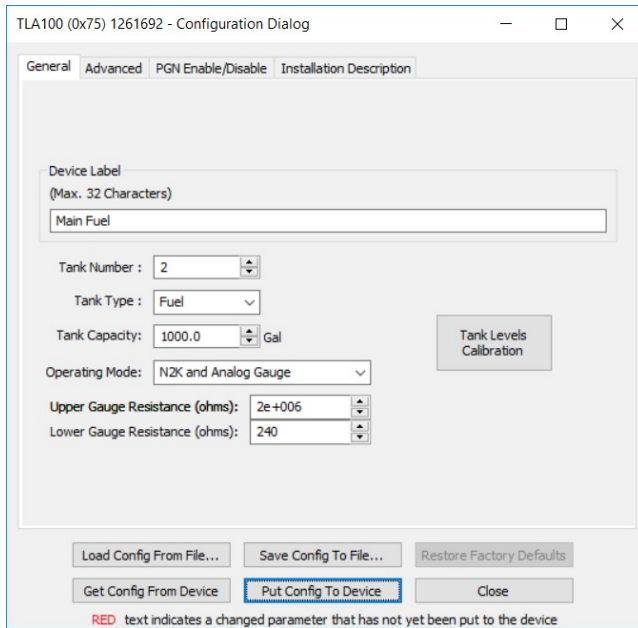 TLA100 (0x75) 1261692 - Configuration Dialog
General Advanced PGN Enable/Disable Installation Description
Device Label
(Max. 32 Characters)
Main Fuel
Tank Number : 2
Tank Type : Fuel
Tank Capacity: 1000.0 Gal
Tank Levels
Calibration
Operating Mode: N2K and Analog Gauge
Upper Gauge Resistance (ohms): 2e+006
Lower Gauge Resistance (ohms): 240
Load Config From File... Save Config To File... Restore Factory Defaults
Get Config From Device Put Config To Device Close
RED text indicates a changed parameter that has not yet been put to the device